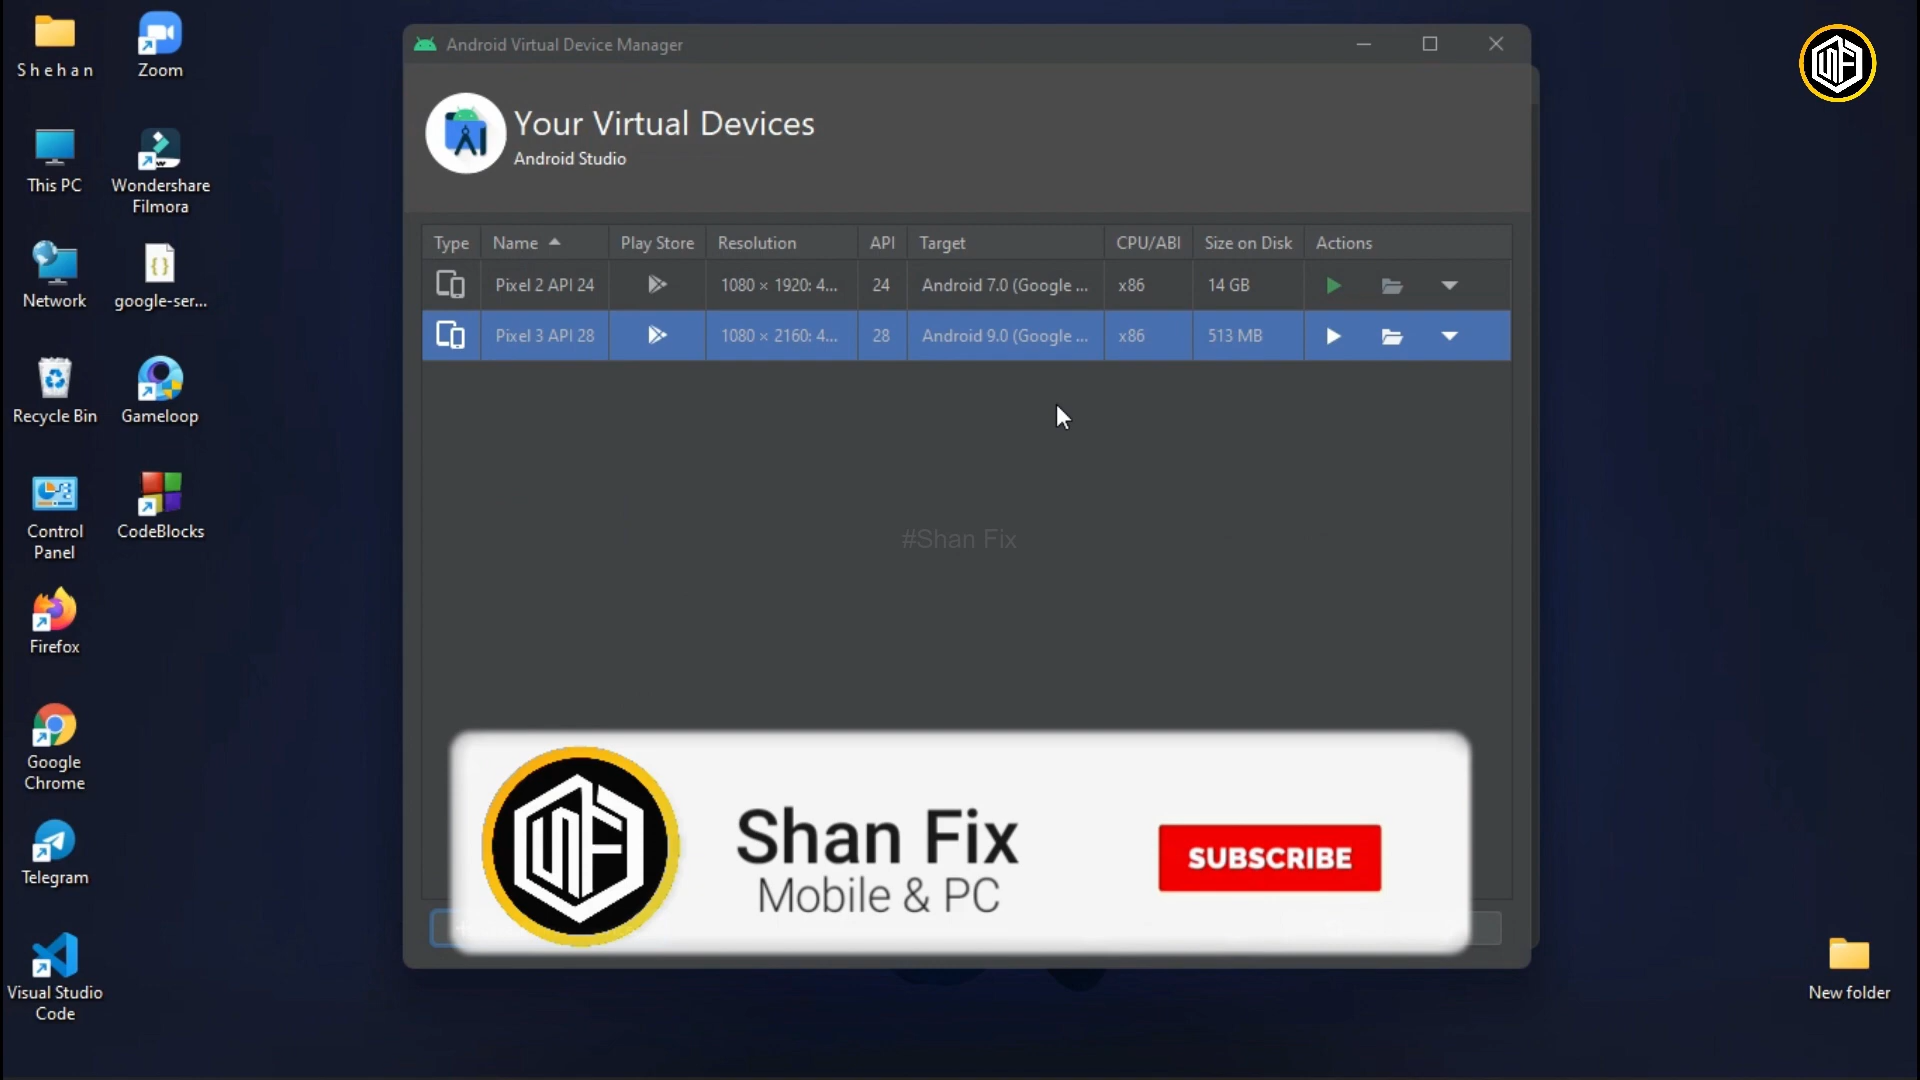 Shehan
Zoom
This PC
Wondershare
Filmora
Network
google-ser...
Recycle Bin
Gameloop
Control
Panel
CodeBlocks
Firefox
Google
Chrome
Telegram
Visual Studio
Code
Android Virtual Device Manager
Your Virtual Devices
Android Studio
Type Name Play Store Resolution API Target CPU/ABI Size on Disk Actions
Pixel 2 API 24 1080 × 1920: 4... 24 Android 7.0 (Google ... x86 14 GB
Pixel 3 API 28 1080 × 2160: 4... 28 Android 9.0 (Google ... x86 513 MB
#Shan Fix
Shan Fix
Mobile & PC
SUBSCRIBE
New folder